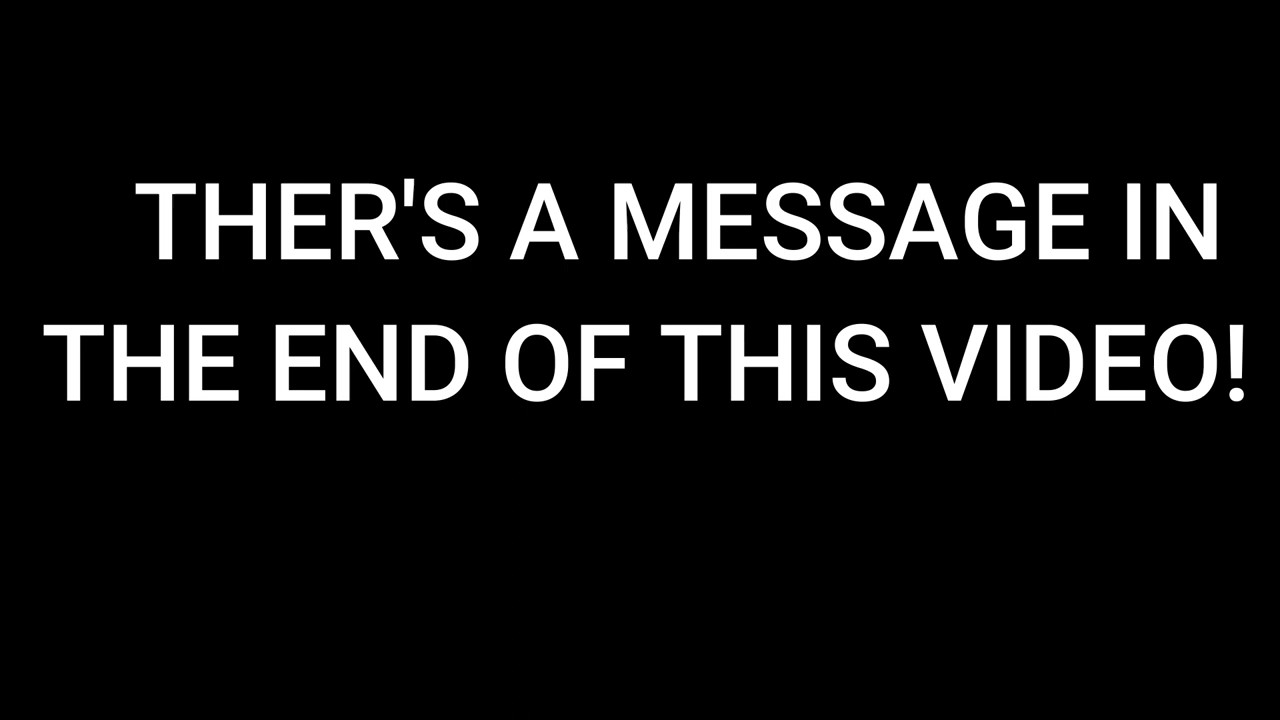 THER'S A MESSAGE IN
THE END OF THIS VIDEO!